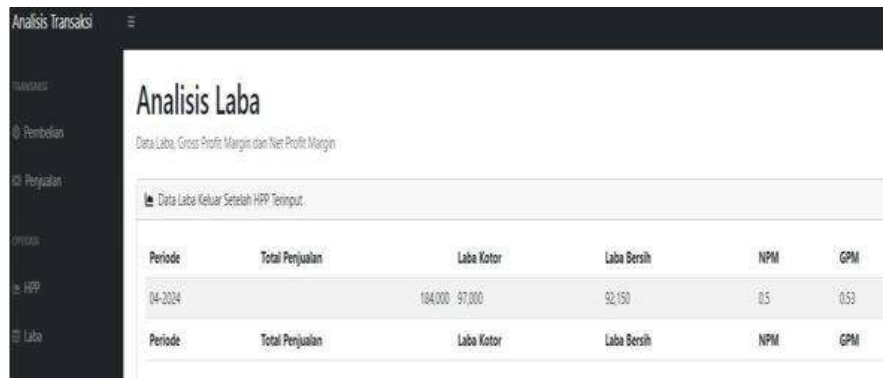 Analisis Transaksi
TRANSAKSI
Pembelian
Penjualan
OPERASI
HPP
Laba
Analisis Laba
Data Laba, Gross Profit Margin dan Net Profit Margin
Data Laba Keluar Setelah HPP Terinput
Periode Total Penjualan Laba Kotor Laba Bersih NPM GPM
04-2024 184,000 97,000 92,150 0.5 0.53
Periode Total Penjualan Laba Kotor Laba Bersih NPM GPM